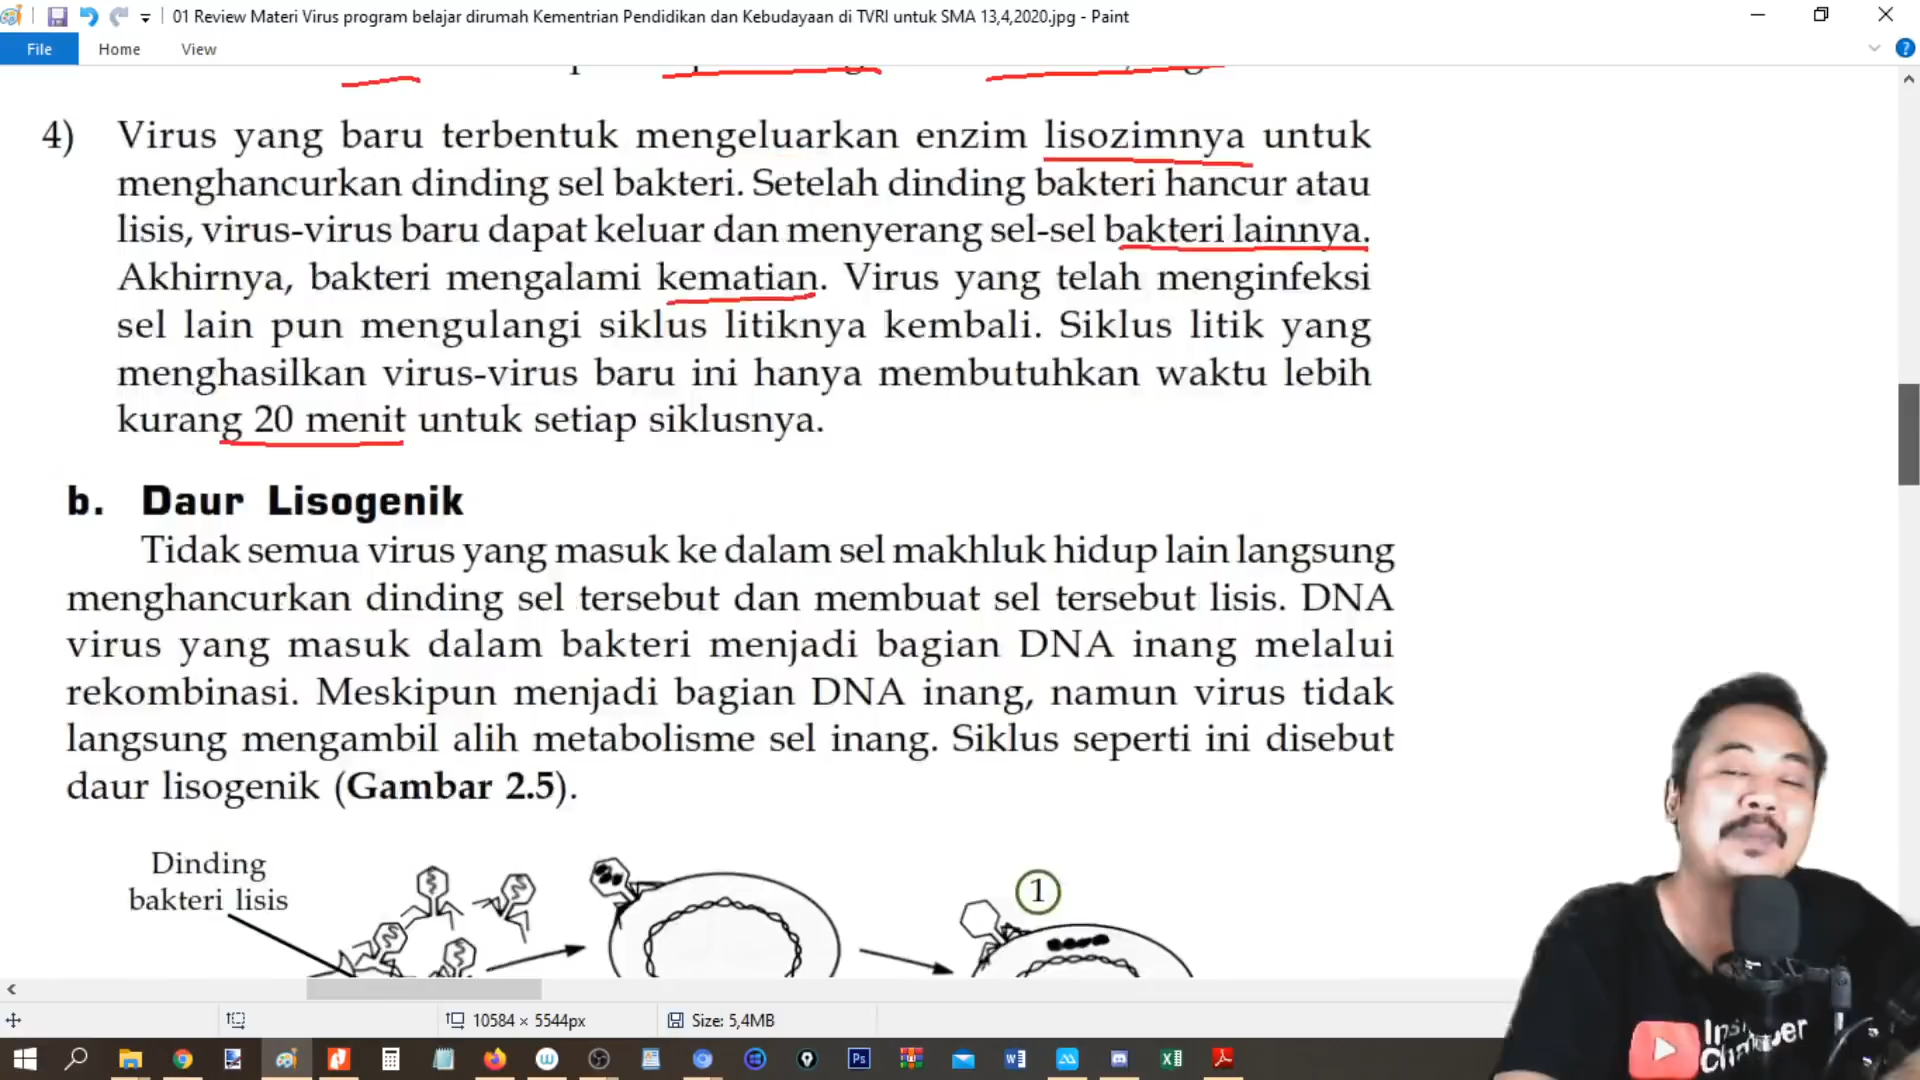 01 Review Materi Virus program belajar dirumah Kementrian Pendidikan dan Kebudayaan di TVRI untuk SMA 13,4,2020.jpg - Paint
File Home View
4) Virus yang baru terbentuk mengeluarkan enzim lisozimnya untuk
menghancurkan dinding sel bakteri. Setelah dinding bakteri hancur atau
lisis, virus-virus baru dapat keluar dan menyerang sel-sel bakteri lainnya.
Akhirnya, bakteri mengalami kematian. Virus yang telah menginfeksi
sel lain pun mengulangi siklus litiknya kembali. Siklus litik yang
menghasilkan virus-virus baru ini hanya membutuhkan waktu lebih
kurang 20 menit untuk setiap siklusnya.
b. Daur Lisogenik
Tidak semua virus yang masuk ke dalam sel makhluk hidup lain langsung
menghancurkan dinding sel tersebut dan membuat sel tersebut lisis. DNA
virus yang masuk dalam bakteri menjadi bagian DNA inang melalui
rekombinasi. Meskipun menjadi bagian DNA inang, namun virus tidak
langsung mengambil alih metabolisme sel inang. Siklus seperti ini disebut
daur lisogenik (Gambar 2.5).
Dinding
bakteri lisis
1
10584 × 5544px
Size: 5,4MB
Ps